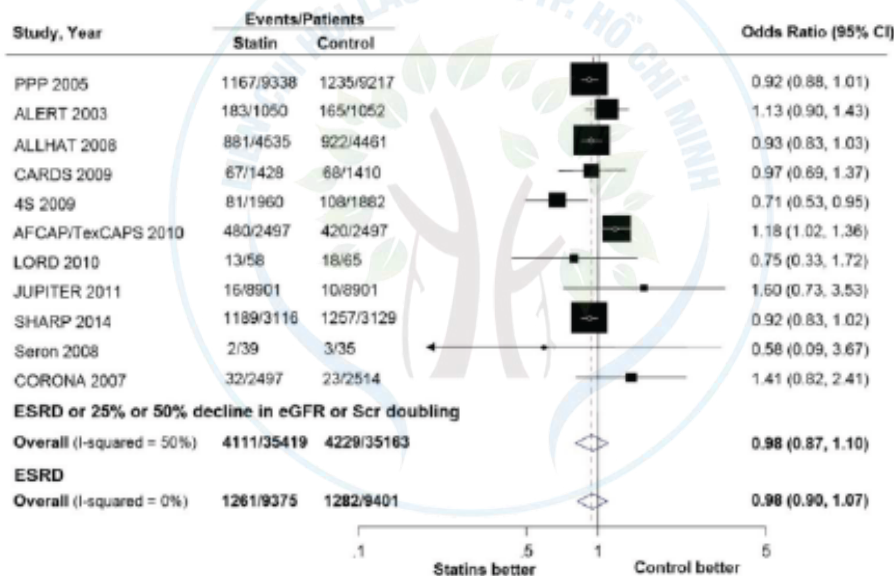 Study, Year Events/Patients Odds Ratio (95% CI)
Statin Control
PPP 2005 1167/9338 1235/9217 0.92 (0.88, 1.01)
ALERT 2003 183/1050 165/1052 1.13 (0.90, 1.43)
ALLHAT 2008 881/4535 922/4461 0.93 (0.83, 1.03)
CARDS 2009 67/1428 68/1410 0.97 (0.69, 1.37)
4S 2009 81/1960 108/1882 0.71 (0.53, 0.95)
AFCAP/TexCAPS 2010 480/2497 420/2497 1.18 (1.02, 1.36)
LORD 2010 13/58 18/65 0.75 (0.33, 1.72)
JUPITER 2011 16/8901 10/8901 1.60 (0.73, 3.53)
SHARP 2014 1189/3116 1257/3129 0.92 (0.83, 1.02)
Seron 2008 2/39 3/35 0.58 (0.09, 3.67)
CORONA 2007 32/2497 23/2514 1.41 (0.82, 2.41)
ESRD or 25% or 50% decline in eGFR or Scr doubling
Overall (I-squared = 50%) 4111/35419 4229/35163 0.98 (0.87, 1.10)
ESRD
Overall (I-squared = 0%) 1261/9375 1282/9401 0.98 (0.90, 1.07)
.1 .5 1 5
Statins better Control better
TP. HỒ CHÍ MINH